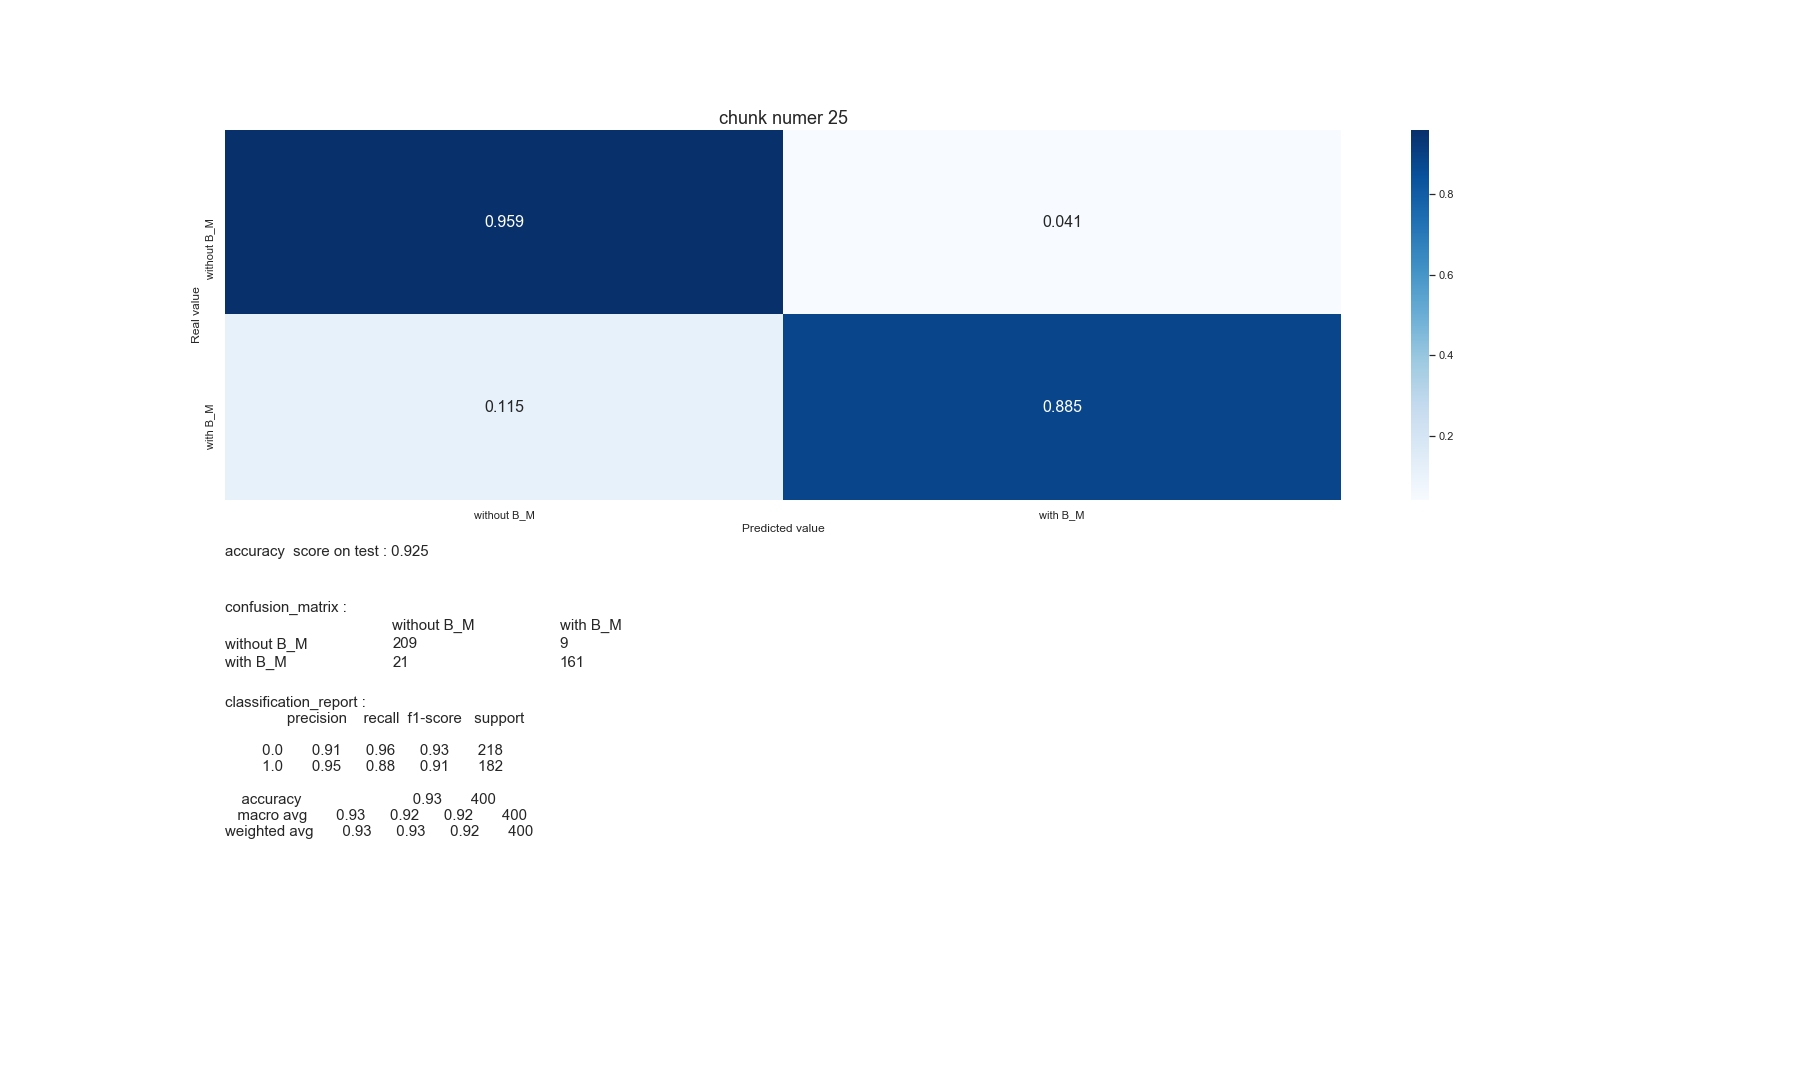 chunk numer 25
0.959 0.041
0.115 0.885
without B_M
with B_M
Real value
without B_M with B_M
Predicted value
0.8
0.6
0.4
0.2
accuracy  score on test : 0.925
confusion_matrix :
without B_M with B_M
without B_M 209 9
with B_M 21 161
classification_report :
precision recall f1-score support
0.0 0.91 0.96 0.93 218
1.0 0.95 0.88 0.91 182
accuracy 0.93 400
macro avg 0.93 0.92 0.92 400
weighted avg 0.93 0.93 0.92 400